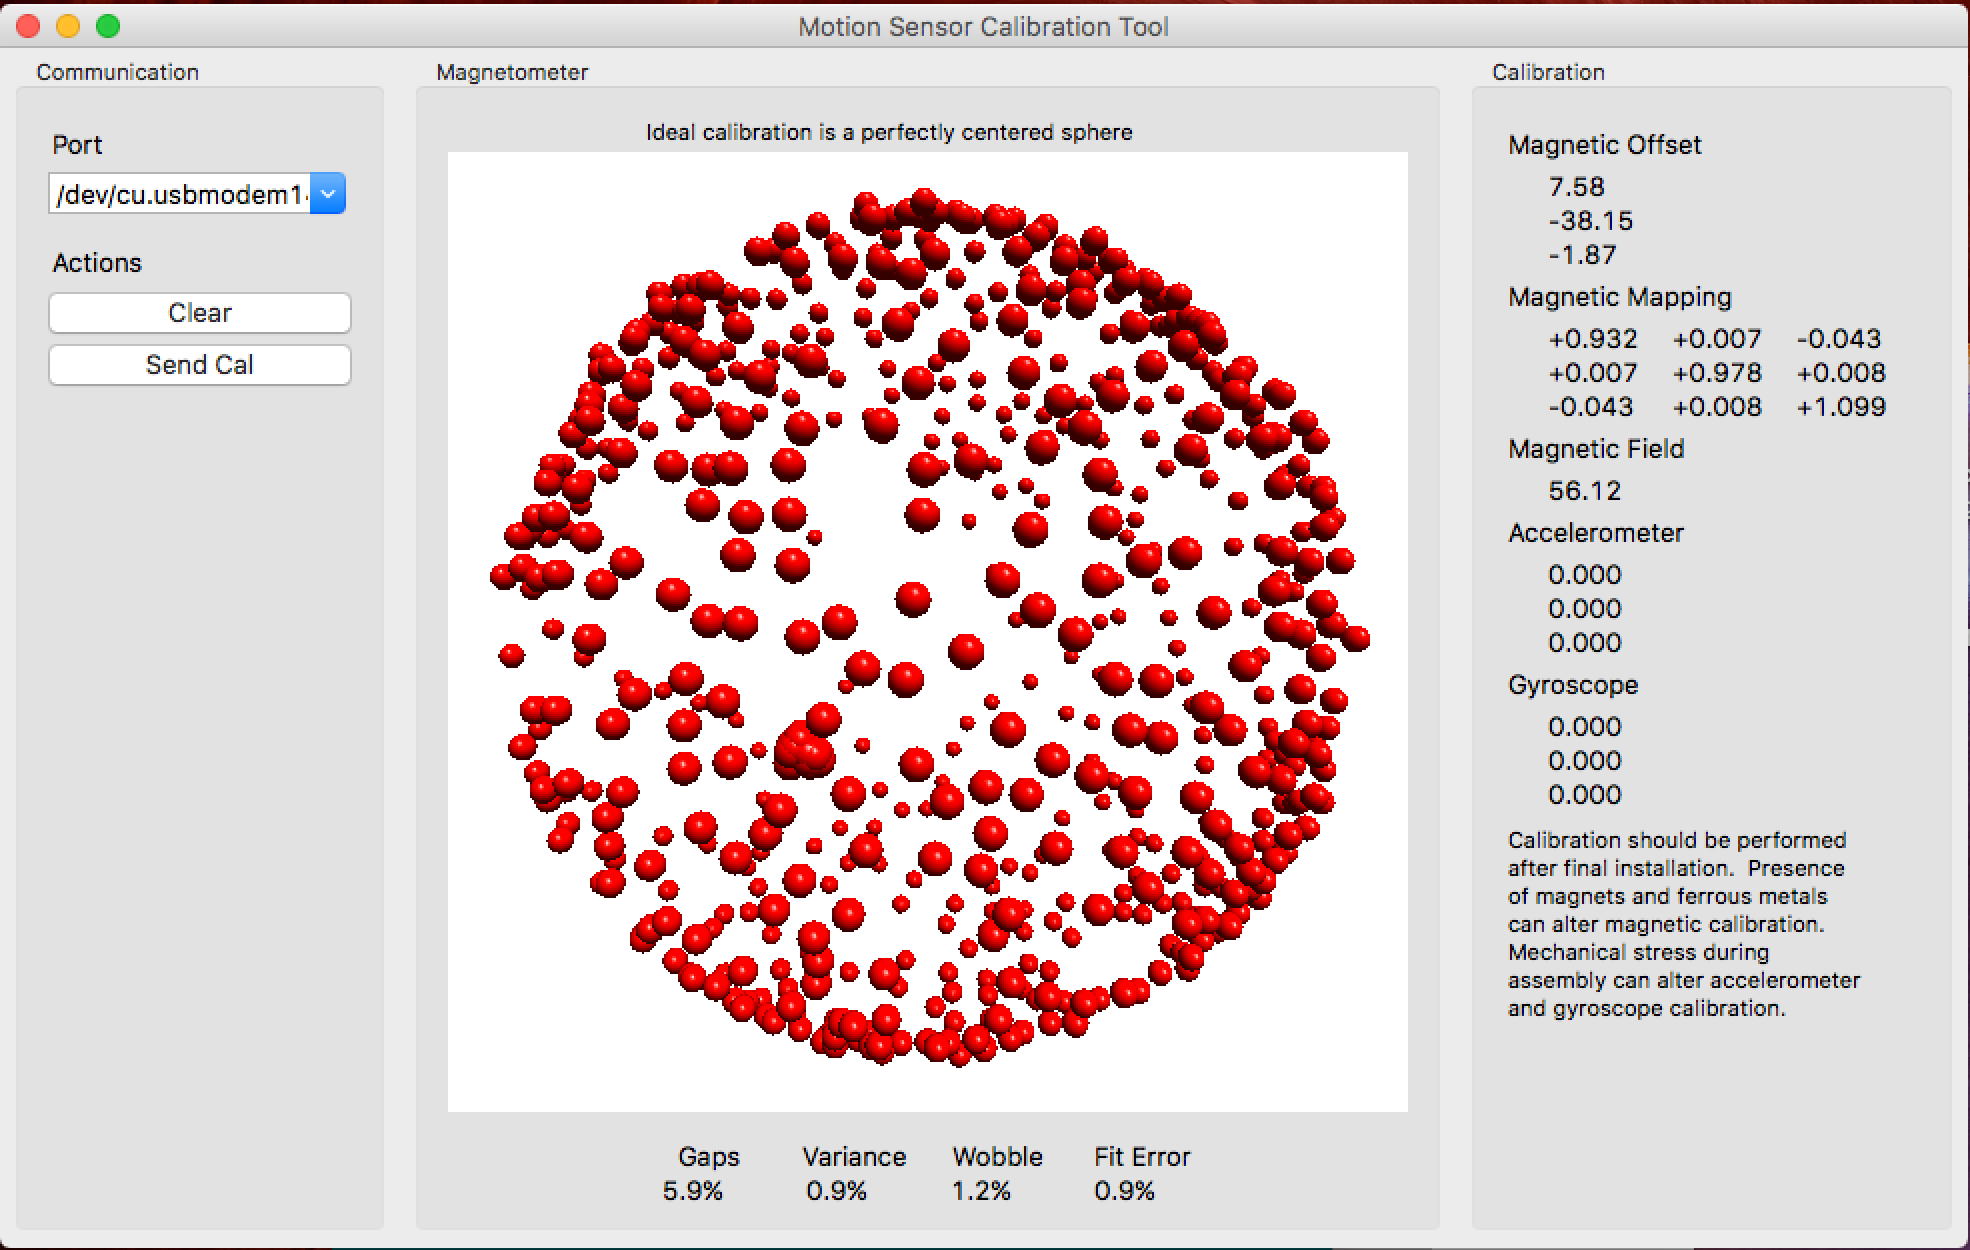 Motion Sensor Calibration Tool
Communication
Port
/dev/cu.usbmodem1
Actions
Clear
Send Cal
Magnetometer
Ideal calibration is a perfectly centered sphere
Gaps Variance Wobble Fit Error
5.9% 0.9% 1.2% 0.9%
Calibration
Magnetic Offset
7.58
-38.15
-1.87
Magnetic Mapping
+0.932 +0.007 -0.043
+0.007 +0.978 +0.008
-0.043 +0.008 +1.099
Magnetic Field
56.12
Accelerometer
0.000
0.000
0.000
Gyroscope
0.000
0.000
0.000
Calibration should be performed
after final installation. Presence
of magnets and ferrous metals
can alter magnetic calibration.
Mechanical stress during
assembly can alter accelerometer
and gyroscope calibration.